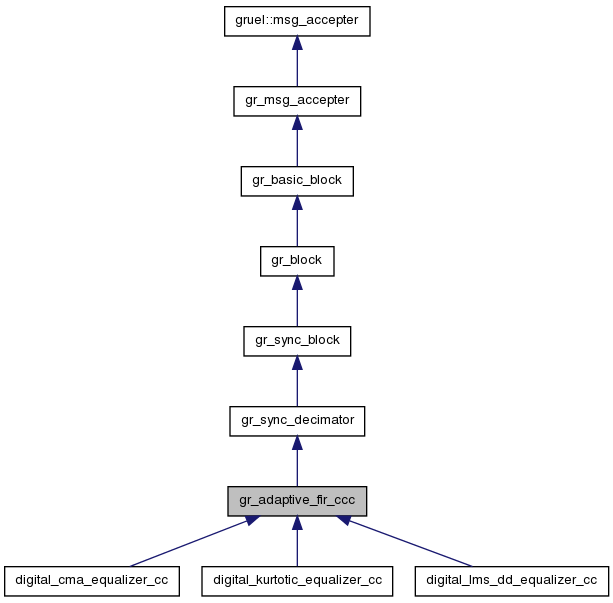 gruel::msg_accepter
gr_msg_accepter
gr_basic_block
gr_block
gr_sync_block
gr_sync_decimator
gr_adaptive_fir_ccc
digital_cma_equalizer_cc
digital_kurtotic_equalizer_cc
digital_lms_dd_equalizer_cc